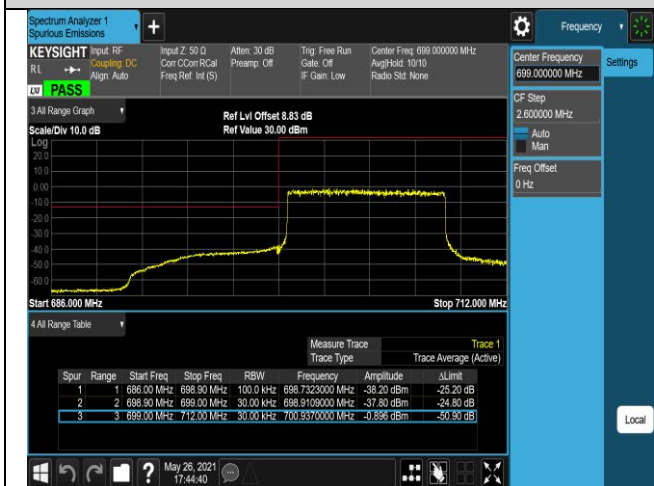 Spectrum Analyzer 1
Spurious Emissions
Frequency
KEYSIGHT
RL
Input: RF
Coupling: DC
Align: Auto
Input Z: 50 Ω
Corr CCorr RCal
Freq Ref: Int (S)
Atten: 30 dB
Preamp: Off
Trig: Free Run
Gate: Off
IF Gain: Low
Center Freq: 699.000000 MHz
Avg|Hold: 10/10
Radio Std: None
PASS
Center Frequency
699.000000 MHz
Settings
CF Step
2.600000 MHz
Auto
Man
Freq Offset
0 Hz
3 All Range Graph
Scale/Div 10.0 dB
Ref Lvl Offset 8.83 dB
Ref Value 30.00 dBm
Log
20.0
10.0
0.00
-10.0
-20.0
-30.0
-40.0
-50.0
-60.0
Start 686.000 MHz
Stop 712.000 MHz
4 All Range Table
Measure Trace Trace 1
Trace Type Trace Average (Active)
Spur Range Start Freq Stop Freq RBW Frequency Amplitude ΔLimit
1 1 686.00 MHz 698.90 MHz 100.0 kHz 698.7323000 MHz -38.20 dBm -25.20 dB
2 2 698.90 MHz 699.00 MHz 30.00 kHz 698.9109000 MHz -37.80 dBm -24.80 dB
3 3 699.00 MHz 712.00 MHz 30.00 kHz 700.9370000 MHz -0.896 dBm -50.90 dB
Local
?
May 26, 2021
17:44:40